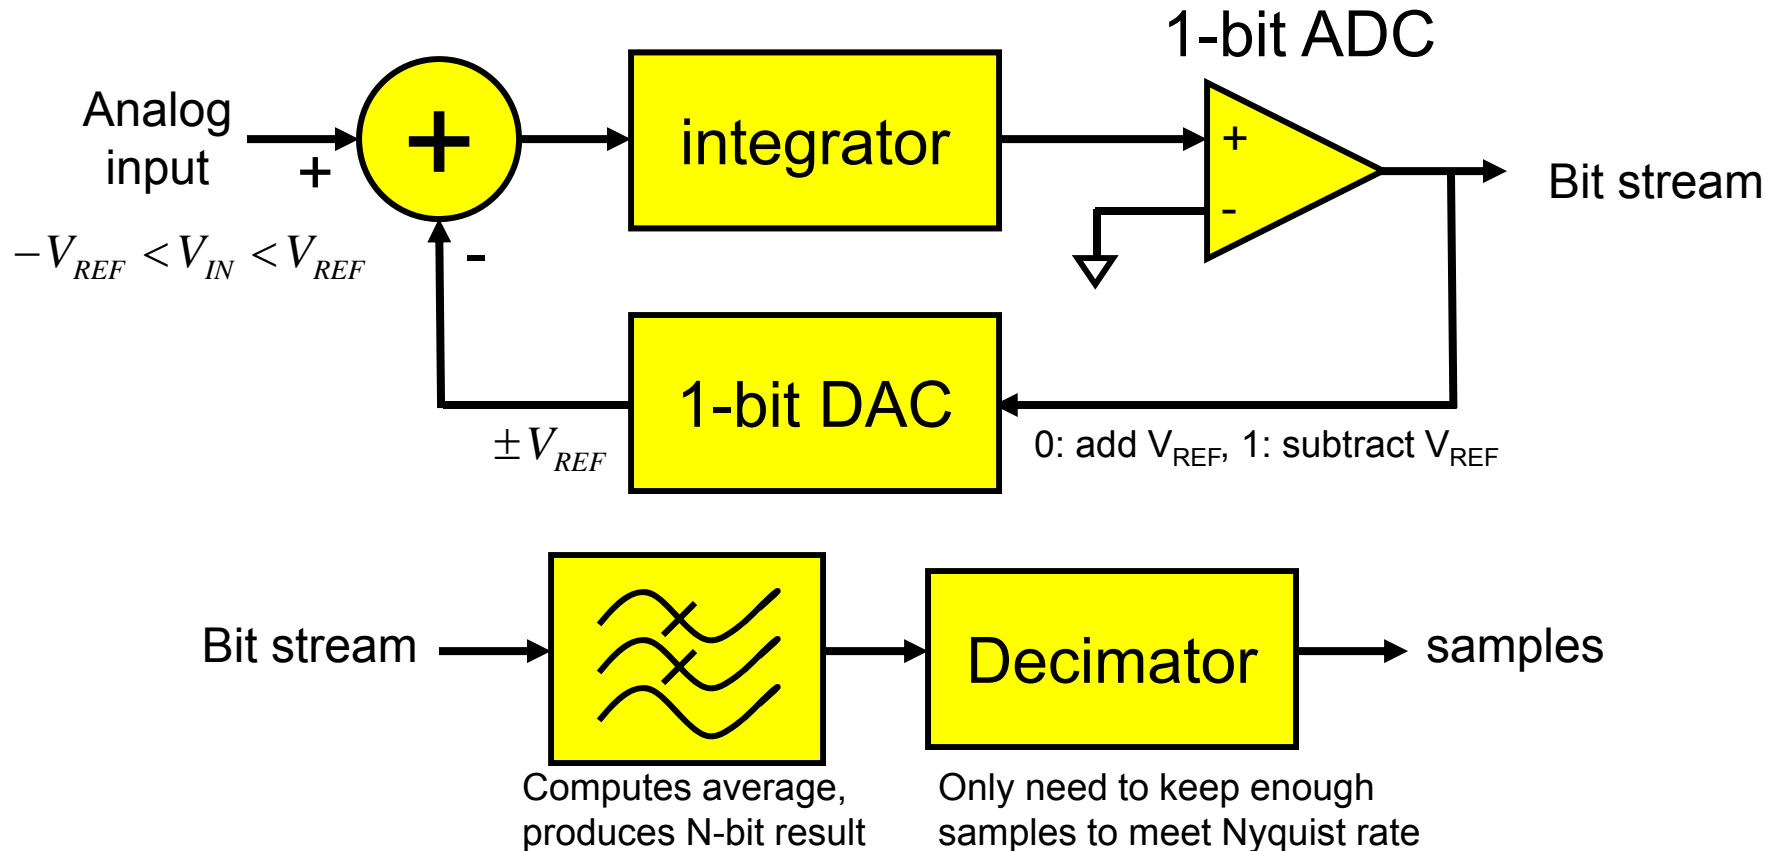 1-bit ADC
Analog
input
+
+
integrator
+
-
Bit stream
-V_REF < V_IN < V_REF
-
1-bit DAC
±V_REF
0: add V_REF, 1: subtract V_REF
Bit stream
Decimator
samples
Computes average,
produces N-bit result
Only need to keep enough
samples to meet Nyquist rate